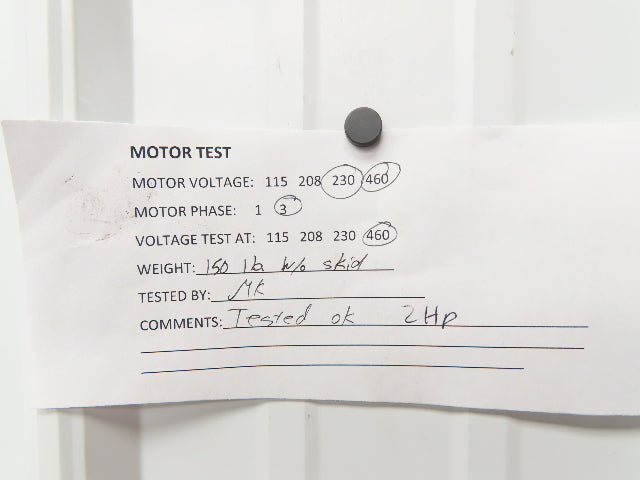 MOTOR TEST
MOTOR VOLTAGE: 115 208 230 460
MOTOR PHASE: 1 3
VOLTAGE TEST AT: 115 208 230 460
WEIGHT: 150 lb w/o skid
TESTED BY: MK
COMMENTS: Tested ok 2Hp